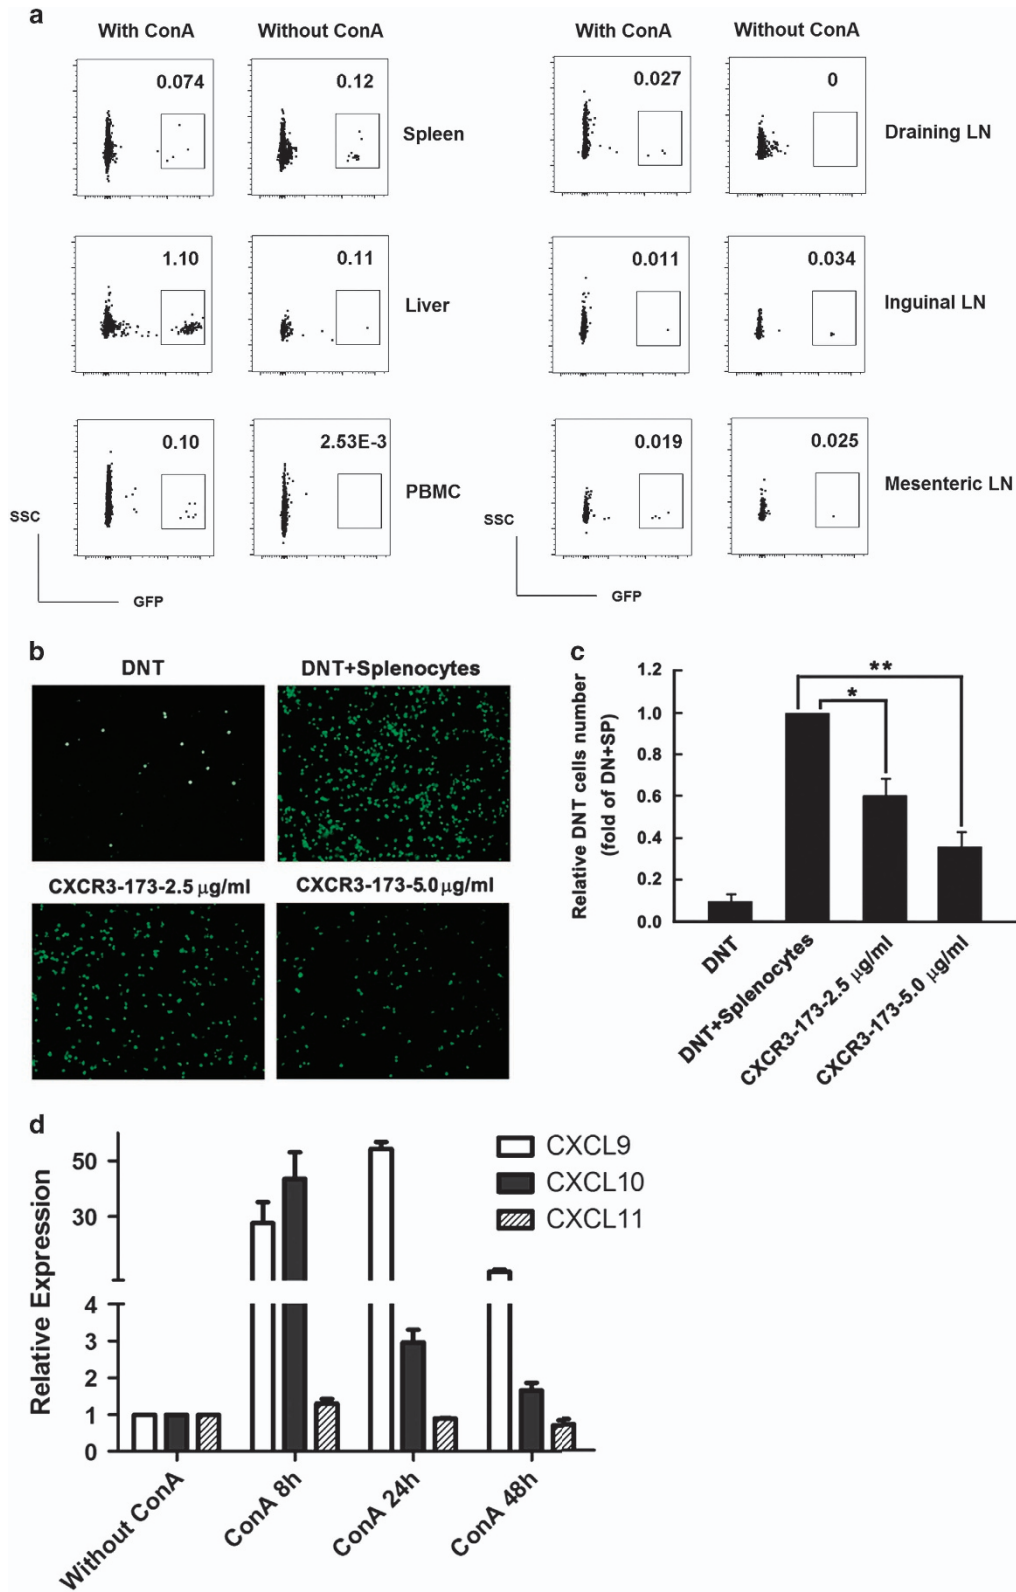 a
With ConA Without ConA With ConA Without ConA
0.074 0.12 Spleen 0.027 0 Draining LN
1.10 0.11 Liver 0.011 0.034 Inguinal LN
0.10 2.53E-3 PBMC 0.019 0.025 Mesenteric LN
SSC SSC
GFP GFP
b
DNT DNT+Splenocytes
CXCR3-173-2.5 μg/ml CXCR3-173-5.0μg/ml
c
Relative DNT cells number
(fold of DN+SP)
1.2
1.0
0.8
0.6
0.4
0.2
0.0
**
*
DNT
DNT+Splenocytes
CXCR3-173-2.5 μg/ml
CXCR3-173-5.0 μg/ml
d
Relative Expression
50
30
4
3
2
1
0
CXCL9
CXCL10
CXCL11
Without ConA
ConA 8h
ConA 24h
ConA 48h